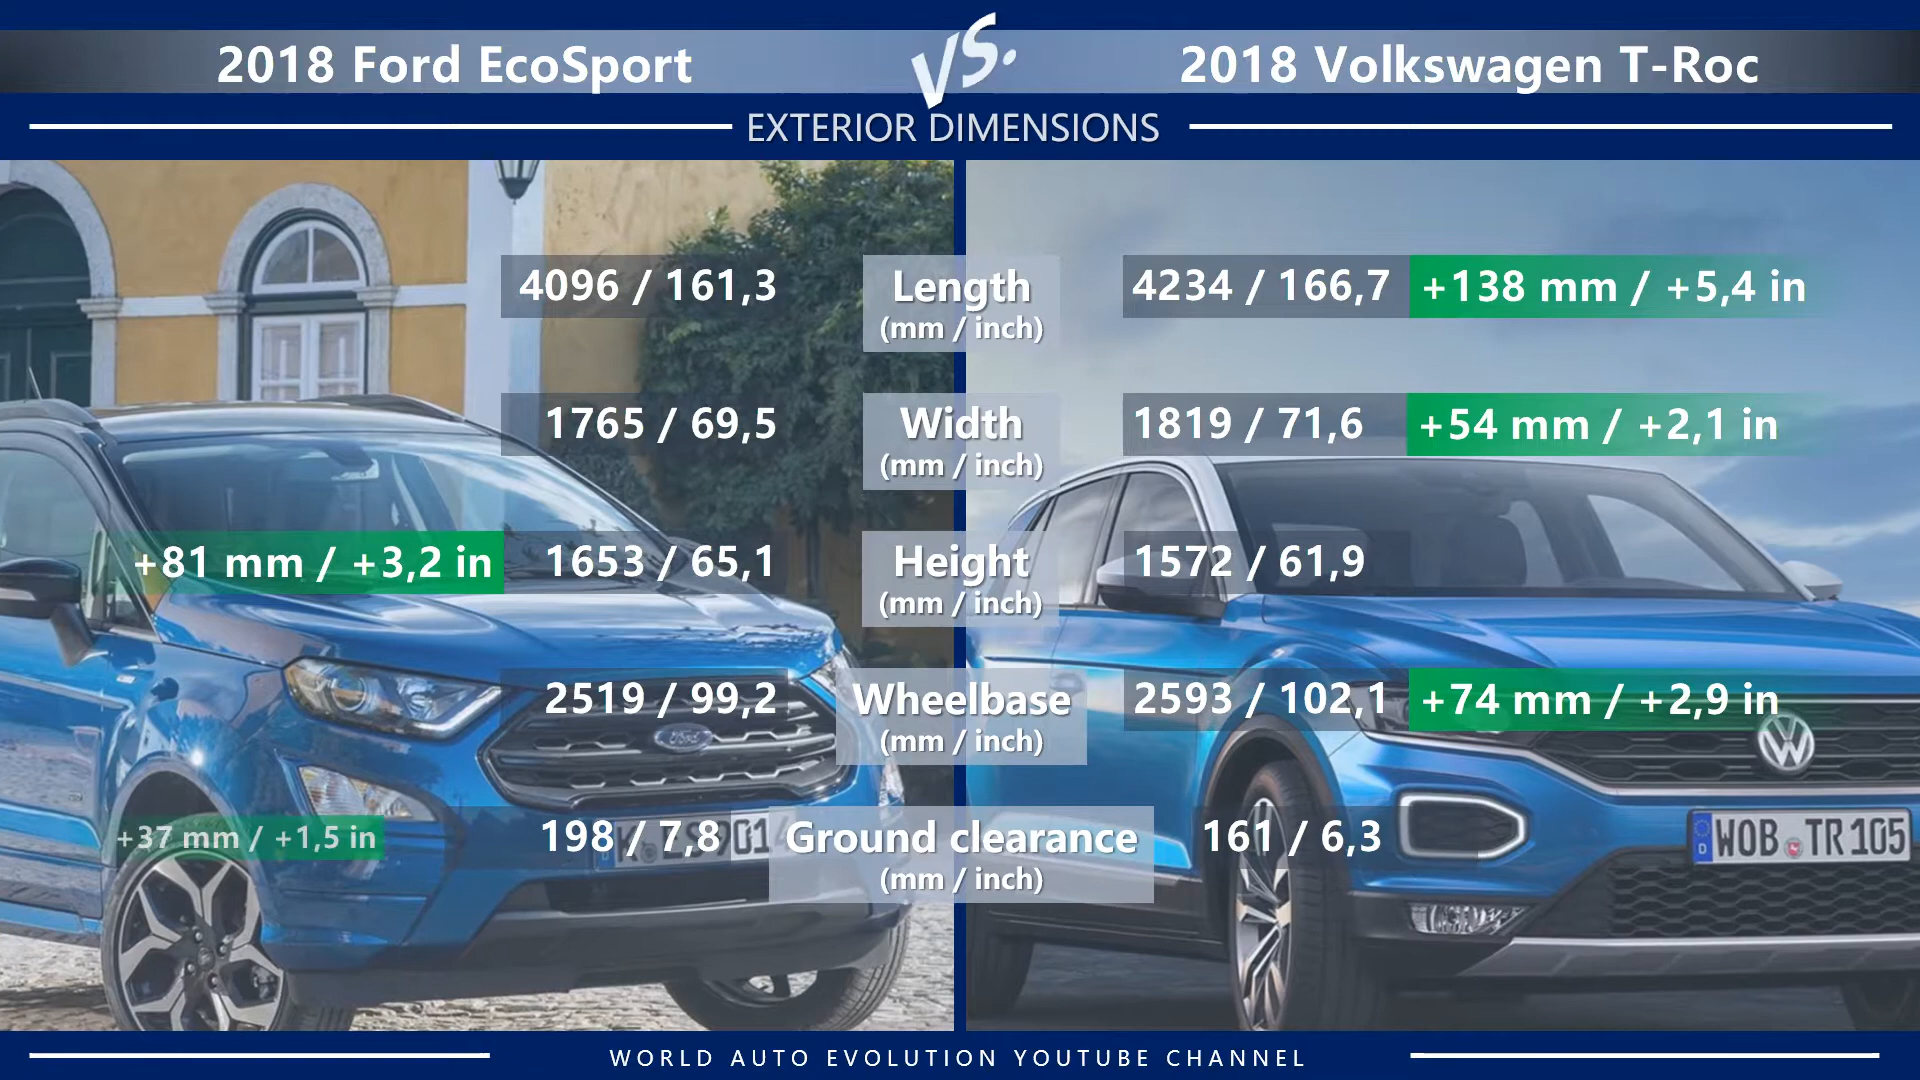 2018 Ford EcoSport VS. 2018 Volkswagen T-Roc
EXTERIOR DIMENSIONS
4096 / 161,3 Length 4234 / 166,7 +138 mm / +5,4 in
(mm / inch)
1765 / 69,5 Width 1819 / 71,6 +54 mm / +2,1 in
(mm / inch)
+81 mm / +3,2 in 1653 / 65,1 Height 1572 / 61,9
(mm / inch)
2519 / 99,2 Wheelbase 2593 / 102,1 +74 mm / +2,9 in
(mm / inch)
Ford
+37 mm / +1,5 in 198 / 7,8 Ground clearance 161 / 6,3
(mm / inch)
WOB TR 105
WORLD AUTO EVOLUTION YOUTUBE CHANNEL